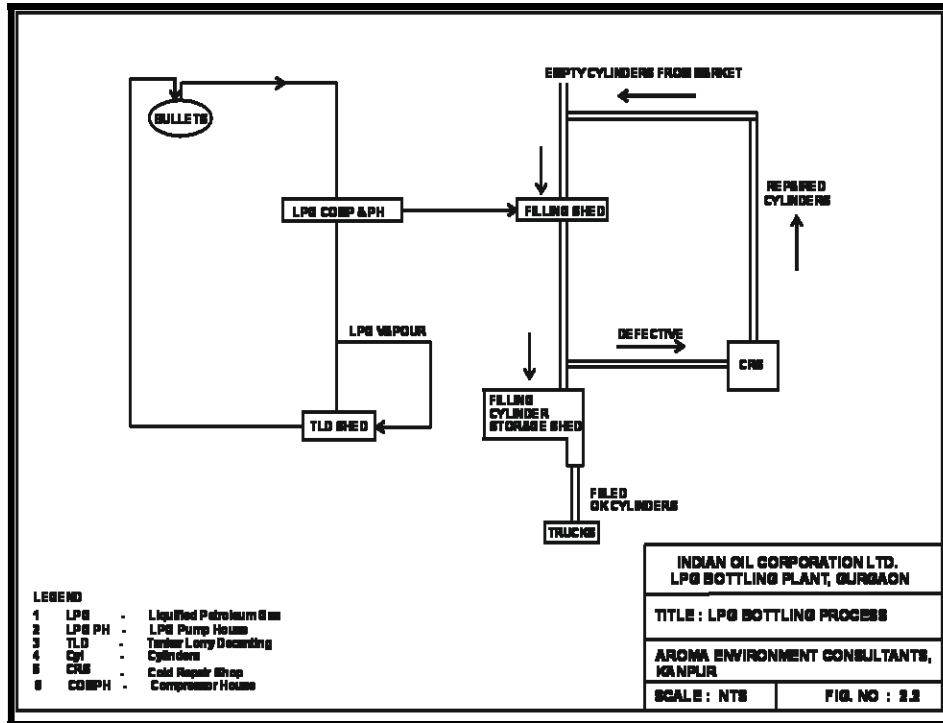 EMPTY CYLINDERS FROM MARKET
BULLETS
REPAIRED
CYLINDERS
LPG COMP & PH
FILLING SHED
LPG VAPOUR
DEFECTIVE
CRS
FILLING
CYLINDER
STORAGE SHED
TLD SHED
FILLED
OK CYLINDERS
TRUCKS
INDIAN OIL CORPORATION LTD.
LPG BOTTLING PLANT, GURGAON
TITLE : LPG BOTTLING PROCESS
AROMA ENVIRONMENT CONSULTANTS,
KANPUR
SCALE : NTS FIG. NO : 2.2
LEGEND
1 LPG - Liquified Petroleum Gas
2 LPG PH - LPG Pump House
3 TLD - Tanker Lorry Decanting
4 Cyl - Cylinders
5 CRS - Cold Repair Shop
6 COMPH - Compressor House